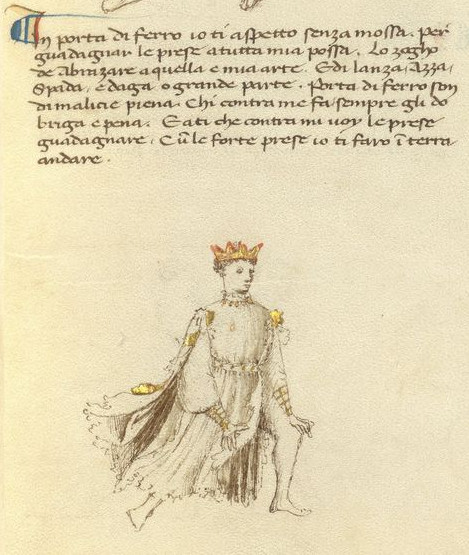 In porta di ferro io ti aspetto senza mossa. per
guadagnar le prese a tutta mia possa. Lo zogho
de Abrazare aquella e mia arte. E di lanza, Azza,
Spada, e daga o grande parte. Porta di ferro son
di malicie piena. Chi contra me fa sempre gli do
briga e pena. E a ti che contra mi voy le prese
guadagnare. Cū le forte prese io ti faro ī terra
andare.